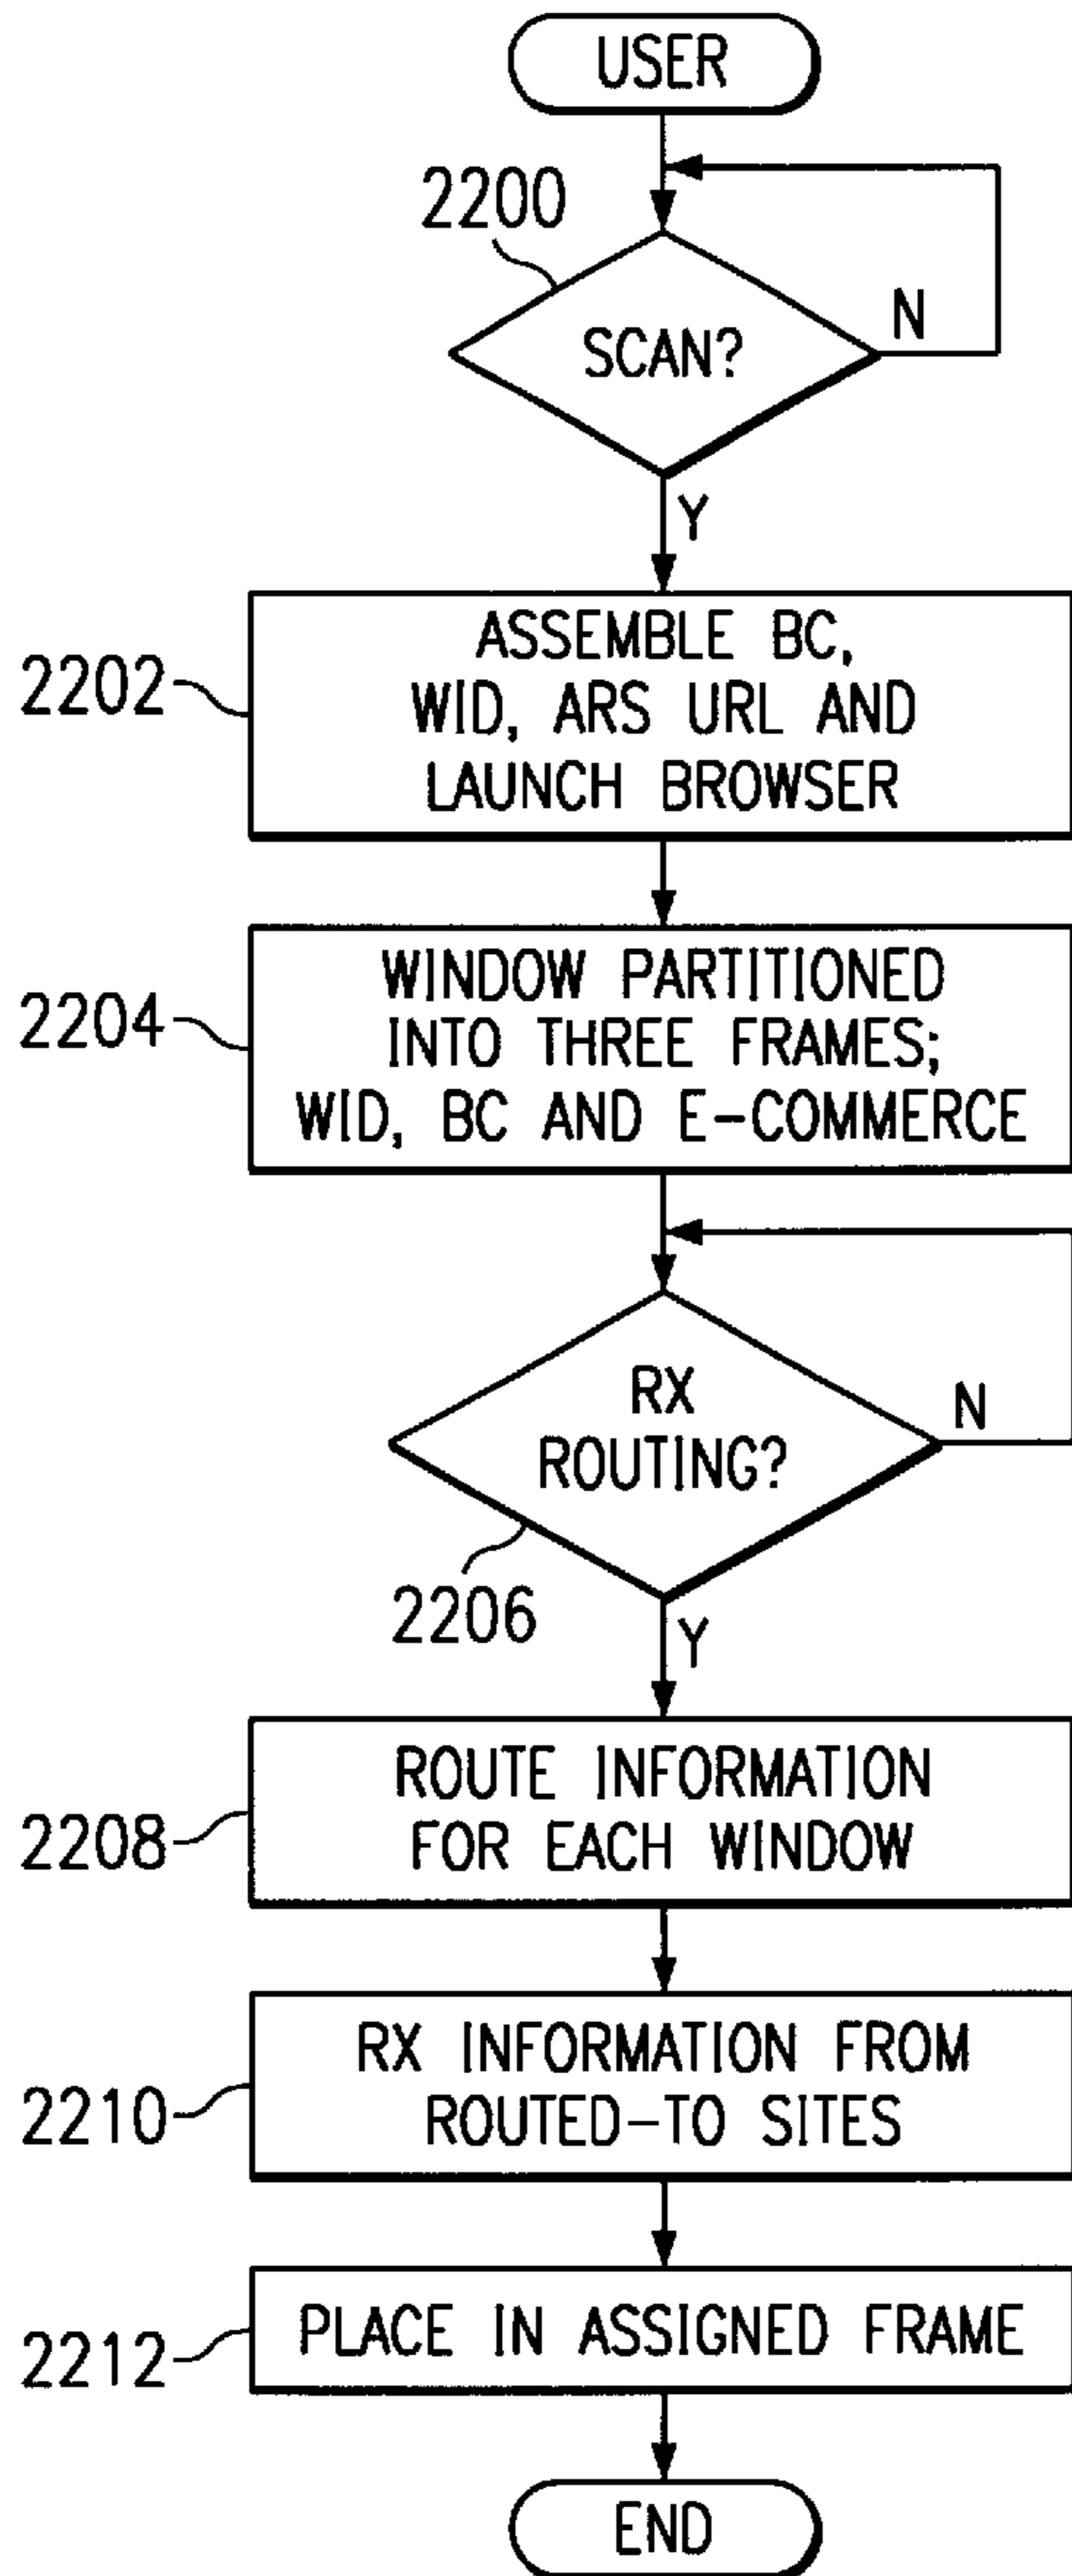 USER
2200
SCAN?
N
Y
2202
ASSEMBLE BC,
WID, ARS URL AND
LAUNCH BROWSER
2204
WINDOW PARTITIONED
INTO THREE FRAMES;
WID, BC AND E-COMMERCE
RX
ROUTING?
N
2206
Y
2208
ROUTE INFORMATION
FOR EACH WINDOW
2210
RX INFORMATION FROM
ROUTED-TO SITES
2212
PLACE IN ASSIGNED FRAME
END